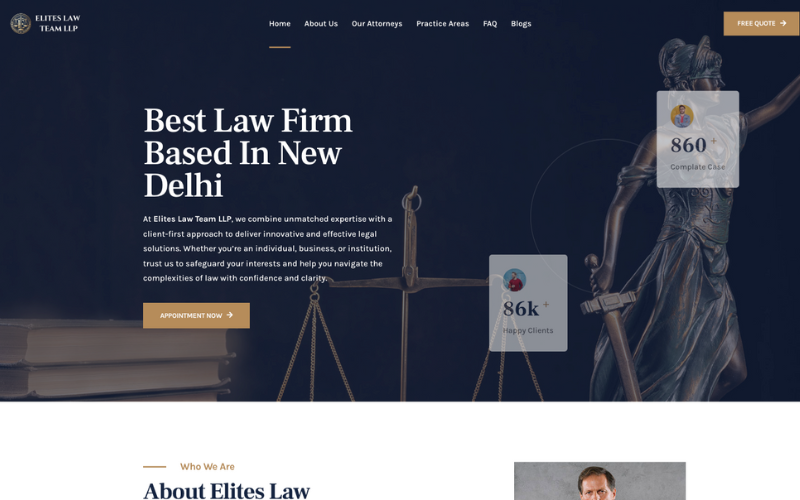 ELITES LAW
TEAM LLP
Home
About Us
Our Attorneys
Practice Areas
FAQ
Blogs
FREE QUOTE
Best Law Firm
Based In New
Delhi
At Elites Law Team LLP, we combine unmatched expertise with a
client-first approach to deliver innovative and effective legal
solutions. Whether you're an individual, business, or institution,
trust us to safeguard your interests and help you navigate the
complexities of law with confidence and clarity.
APPOINTMENT NOW
860+
Complate Case
86k+
Happy Clients
Who We Are
About Elites Law